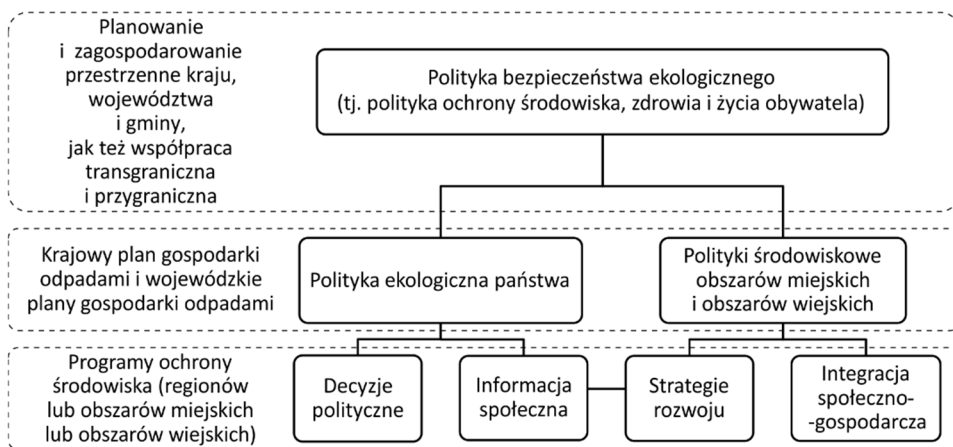 Planowanie
i zagospodarowanie
przestrzenne kraju,
województwa
i gminy,
jak też współpraca
transgraniczna
i przygraniczna
Polityka bezpieczeństwa ekologicznego
(tj. polityka ochrony środowiska, zdrowia i życia obywatela)
Krajowy plan gospodarki
odpadami i wojewódzkie
plany gospodarki odpadami
Polityka ekologiczna państwa
Polityki środowiskowe
obszarów miejskich
i obszarów wiejskich
Programy ochrony
środowiska (regionów
lub obszarów miejskich
lub obszarów wiejskich)
Decyzje
polityczne
Informacja
społeczna
Strategie
rozwoju
Integracja
społeczno-
-gospodarcza